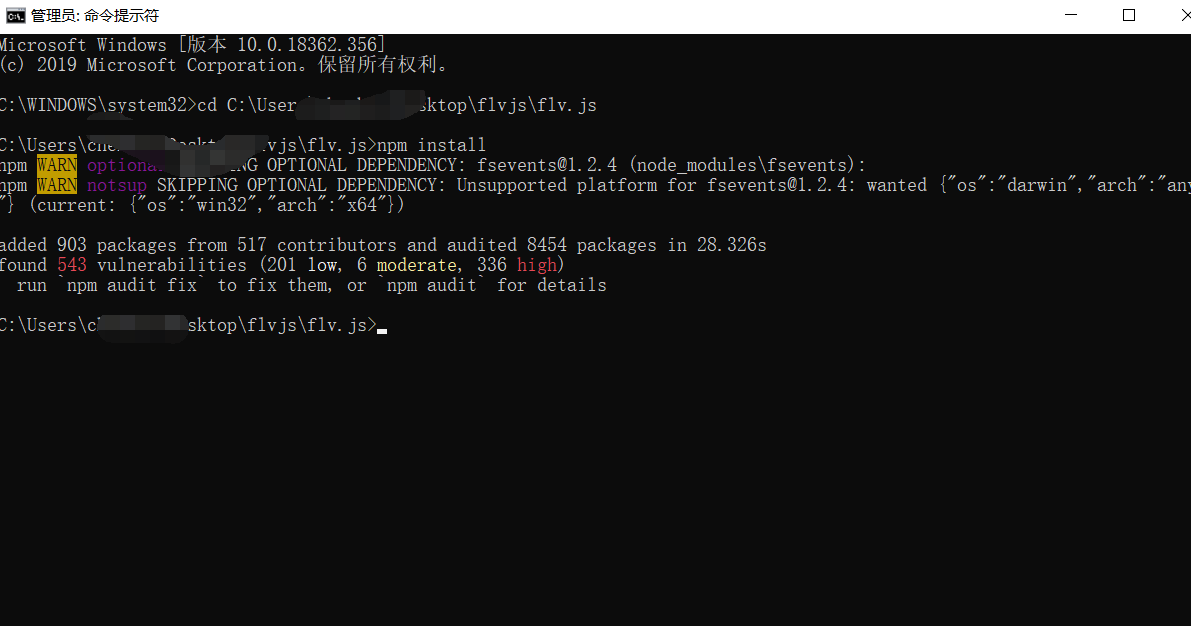 管理员: 命令提示符
Microsoft Windows [版本 10.0.18362.356]
(c) 2019 Microsoft Corporation。保留所有权利。
C:\WINDOWS\system32>cd C:\User sktop\flvjs\flv.js
C:\Users\che Deskt vjs\flv.js>npm install
npm WARN optiona NG OPTIONAL DEPENDENCY: fsevents@1.2.4 (node_modules\fsevents):
npm WARN notsup SKIPPING OPTIONAL DEPENDENCY: Unsupported platform for fsevents@1.2.4: wanted {"os":"darwin","arch":"any
"} (current: {"os":"win32","arch":"x64"})
added 903 packages from 517 contributors and audited 8454 packages in 28.326s
found 543 vulnerabilities (201 low, 6 moderate, 336 high)
run `npm audit fix` to fix them, or `npm audit` for details
C:\Users\c sktop\flvjs\flv.js>